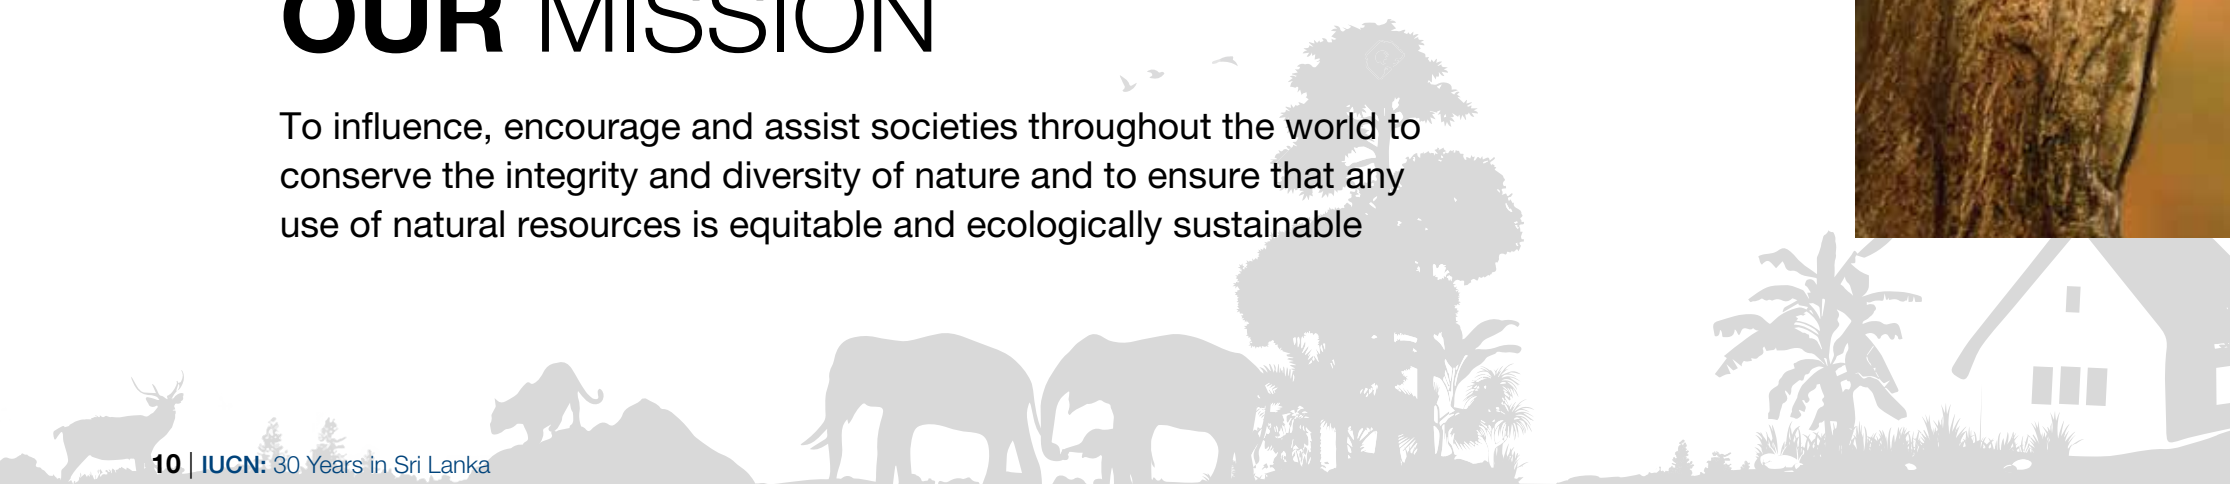 OUR MISSION
To influence, encourage and assist societies throughout the world to
conserve the integrity and diversity of nature and to ensure that any
use of natural resources is equitable and ecologically sustainable
10 | IUCN: 30 Years in Sri Lanka